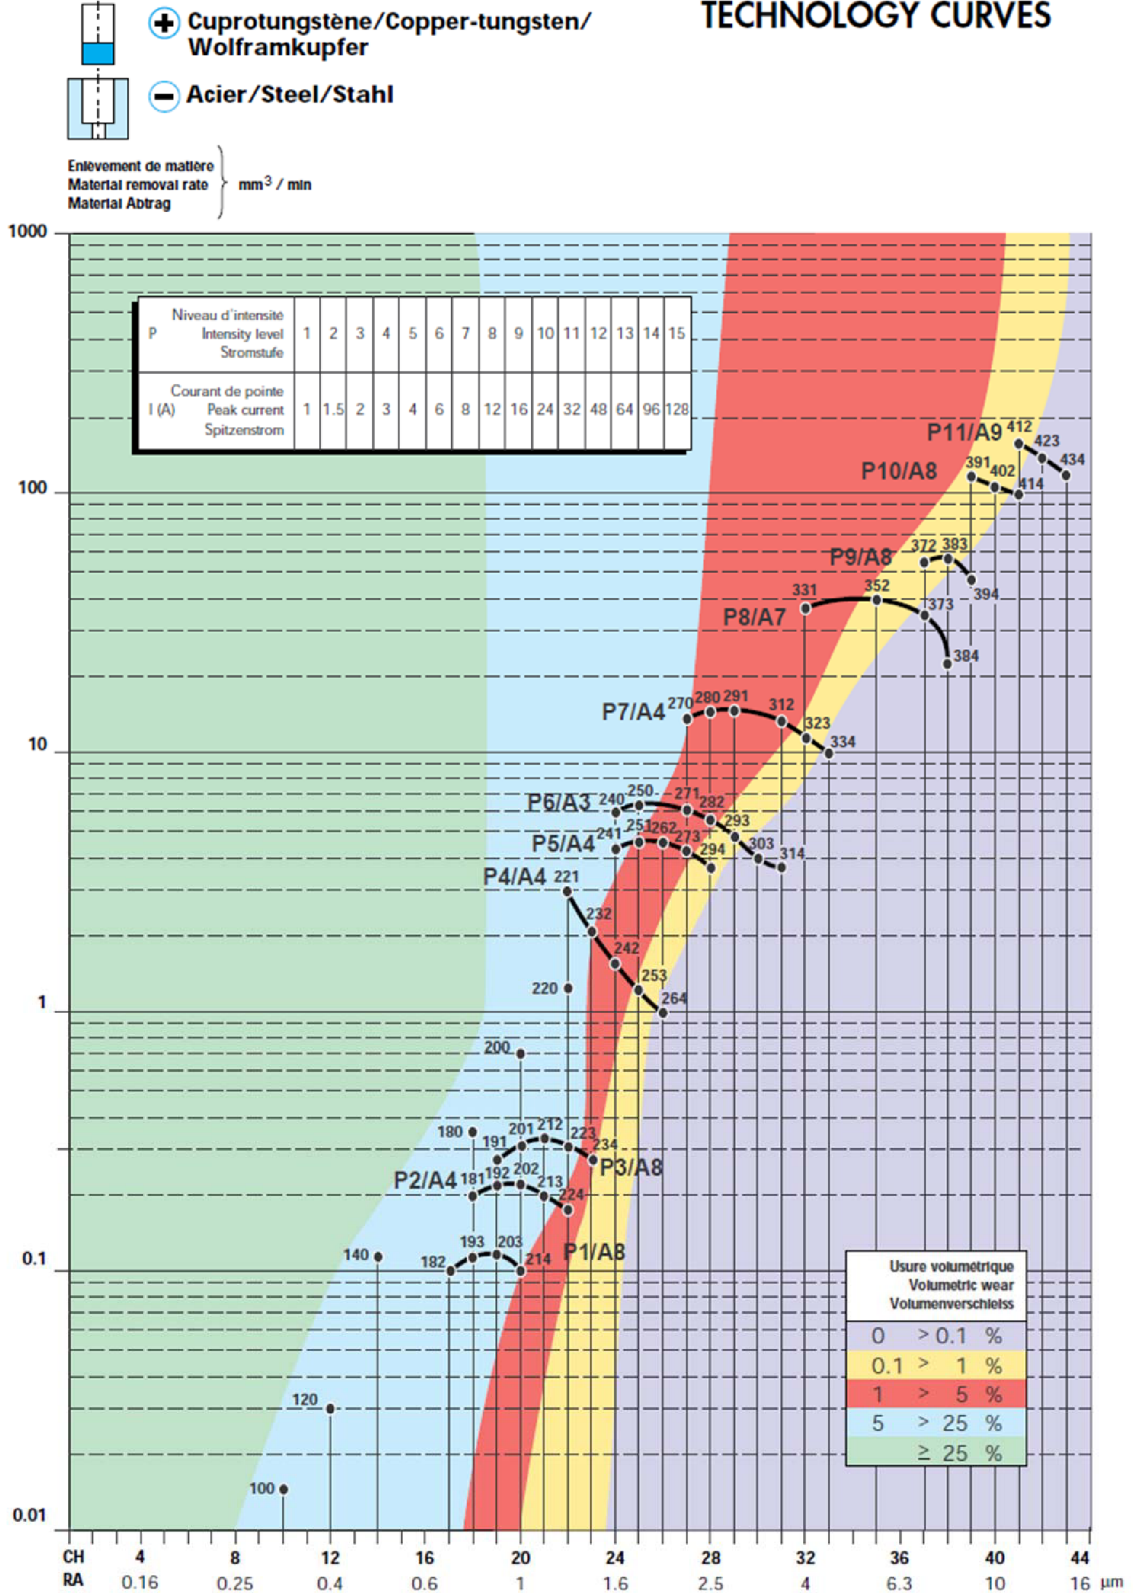 TECHNOLOGY CURVES
+ Cuprotungstène/Copper-tungsten/
Wolframkupfer
− Acier/Steel/Stahl
Enlèvement de matière
Material removal rate
Material Abtrag
mm³ / min
1000
Niveau d'intensité
P Intensity level 1 2 3 4 5 6 7 8 9 10 11 12 13 14 15
Stromstufe
Courant de pointe
I (A) Peak current 1 1.5 2 3 4 6 8 12 16 24 32 48 64 96 128
Spitzenstrom
P11/A9 412
423
434
P10/A8 391
402
414
100
P9/A8 372 383
394
P8/A7 331 352
373
384
P7/A4 270 280 291
312
323
334
10
P6/A3 240 250 271
282
293
303
314
P5/A4 241 251 262 273
294
P4/A4 221
232
242
253
264
220
1
200
180
191 201 212 223
234
P3/A8
P2/A4 181 192 202
213
224
P1/A8
140
182 193 203
214
0.1
120
100
0.01
Usure volumétrique
Volumetric wear
Volumenverschleiss
0 > 0.1 %
0.1 > 1 %
1 > 5 %
5 > 25 %
≥ 25 %
CH 4 8 12 16 20 24 28 32 36 40 44
RA 0.16 0.25 0.4 0.6 1 1.6 2.5 4 6.3 10 16 µm